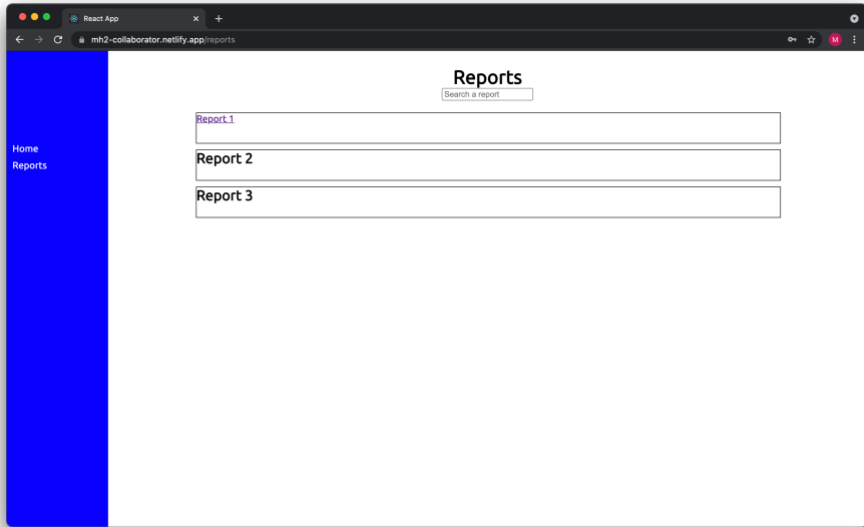 React App
mh2-collaborator.netlify.app/reports
M
Reports
Search a report
Report 1
Home
Report 2
Reports
Report 3